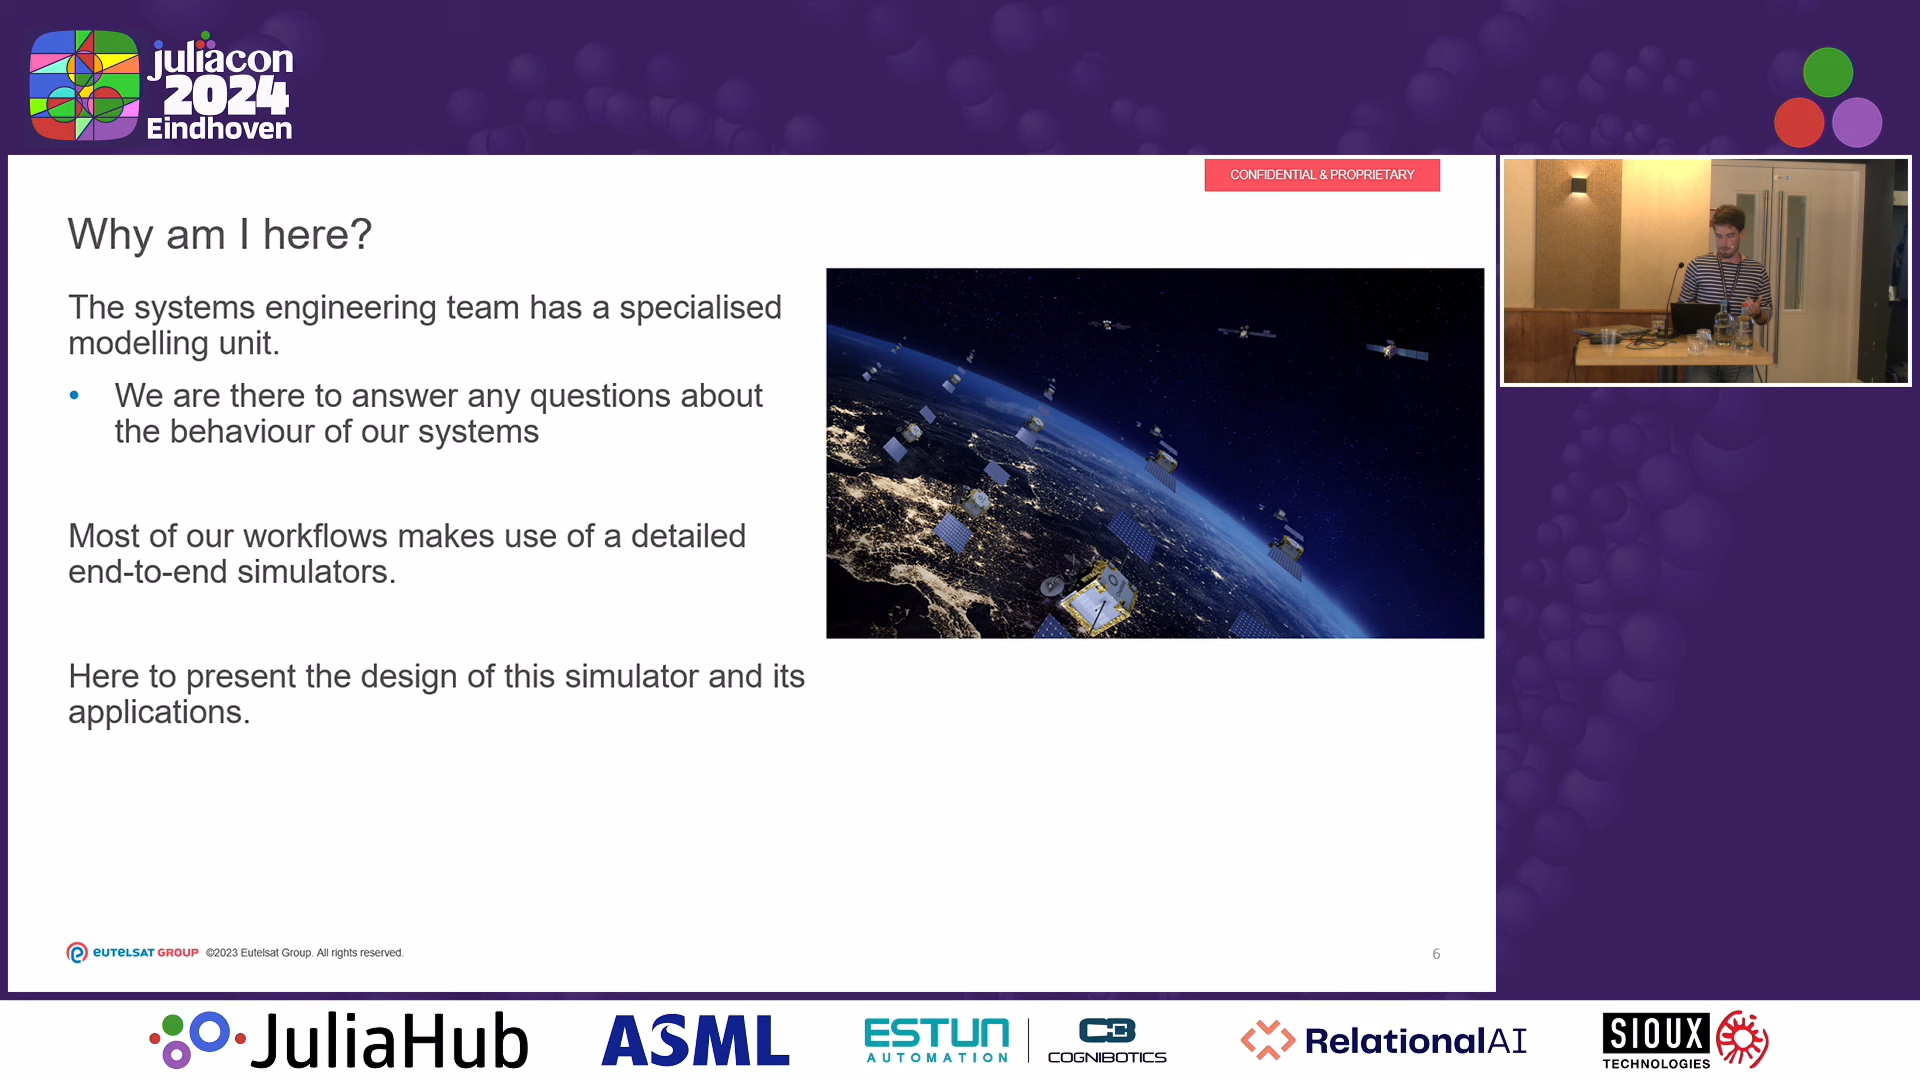 juliacon
2024
Eindhoven
CONFIDENTIAL & PROPRIETARY
Why am I here?
The systems engineering team has a specialised
modelling unit.
• We are there to answer any questions about
the behaviour of our systems
Most of our workflows makes use of a detailed
end-to-end simulators.
Here to present the design of this simulator and its
applications.
EUTELSAT GROUP ©2023 Eutelsat Group. All rights reserved.
6
JuliaHub
ASML
ESTUN
AUTOMATION
COGNIBOTICS
RelationalAI
SIOUX
TECHNOLOGIES